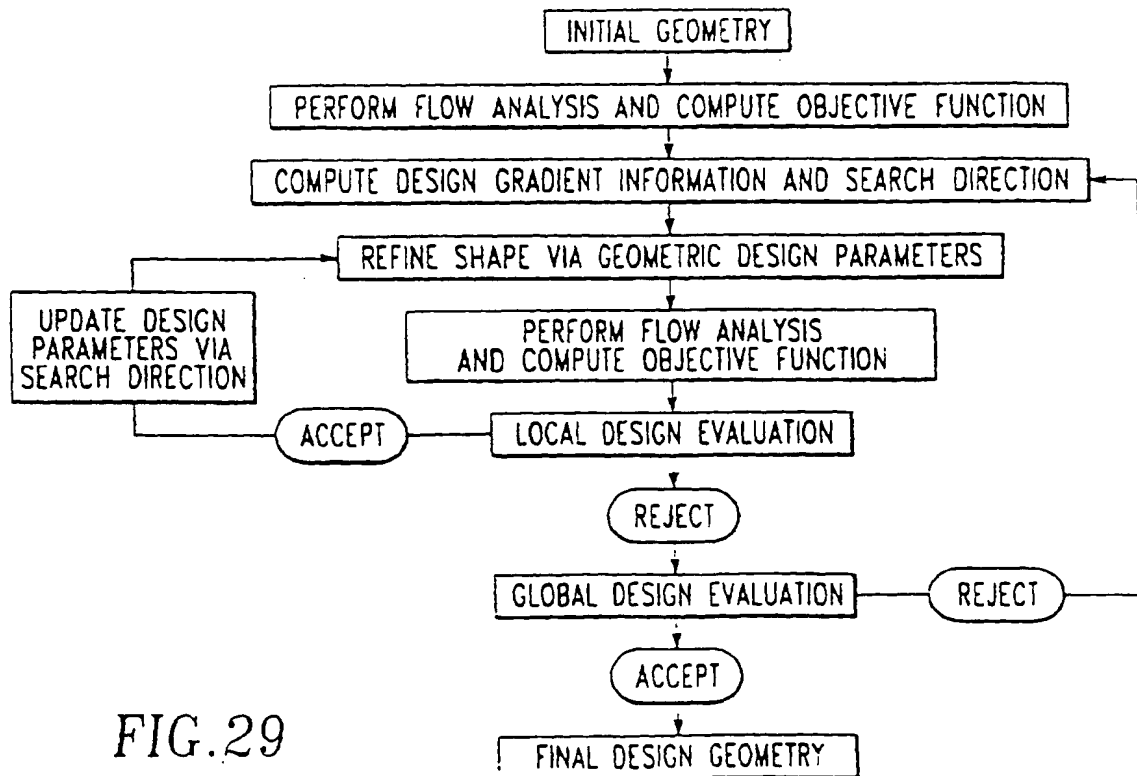 INITIAL GEOMETRY
PERFORM FLOW ANALYSIS AND COMPUTE OBJECTIVE FUNCTION
COMPUTE DESIGN GRADIENT INFORMATION AND SEARCH DIRECTION
REFINE SHAPE VIA GEOMETRIC DESIGN PARAMETERS
UPDATE DESIGN
PARAMETERS VIA
SEARCH DIRECTION
PERFORM FLOW ANALYSIS
AND COMPUTE OBJECTIVE FUNCTION
ACCEPT
LOCAL DESIGN EVALUATION
REJECT
GLOBAL DESIGN EVALUATION
REJECT
ACCEPT
FINAL DESIGN GEOMETRY
FIG.29